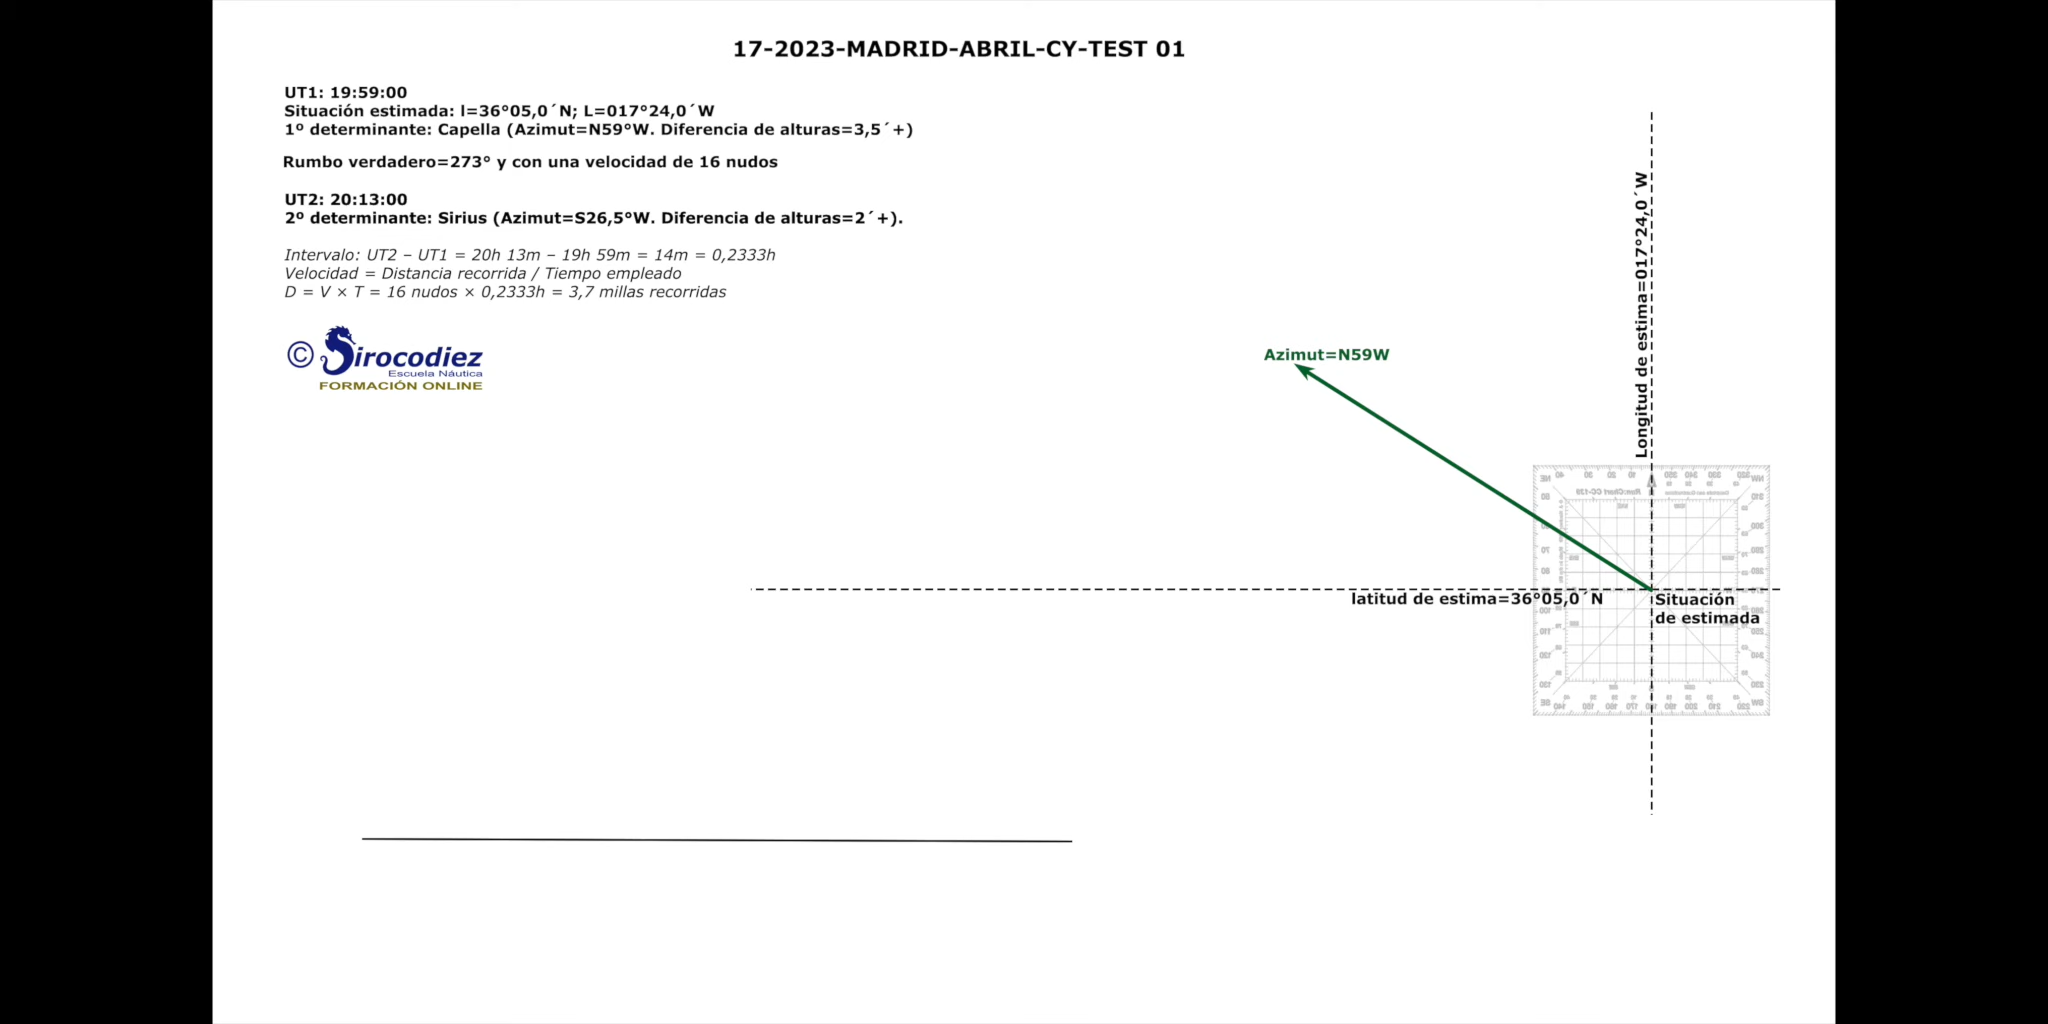 17-2023-MADRID-ABRIL-CY-TEST 01
UT1: 19:59:00
Situación estimada: l=36°05,0´N; L=017°24,0´W
1º determinante: Capella (Azimut=N59°W. Diferencia de alturas=3,5´+)
Rumbo verdadero=273° y con una velocidad de 16 nudos
UT2: 20:13:00
2º determinante: Sirius (Azimut=S26,5°W. Diferencia de alturas=2´+).
Intervalo: UT2 – UT1 = 20h 13m – 19h 59m = 14m = 0,2333h
Velocidad = Distancia recorrida / Tiempo empleado
D = V × T = 16 nudos × 0,2333h = 3,7 millas recorridas
© Sirocodiez
Escuela Náutica
FORMACIÓN ONLINE
Azimut=N59W
Longitud de estima=017°24,0´W
latitud de estima=36°05,0´N
Situación
de estimada